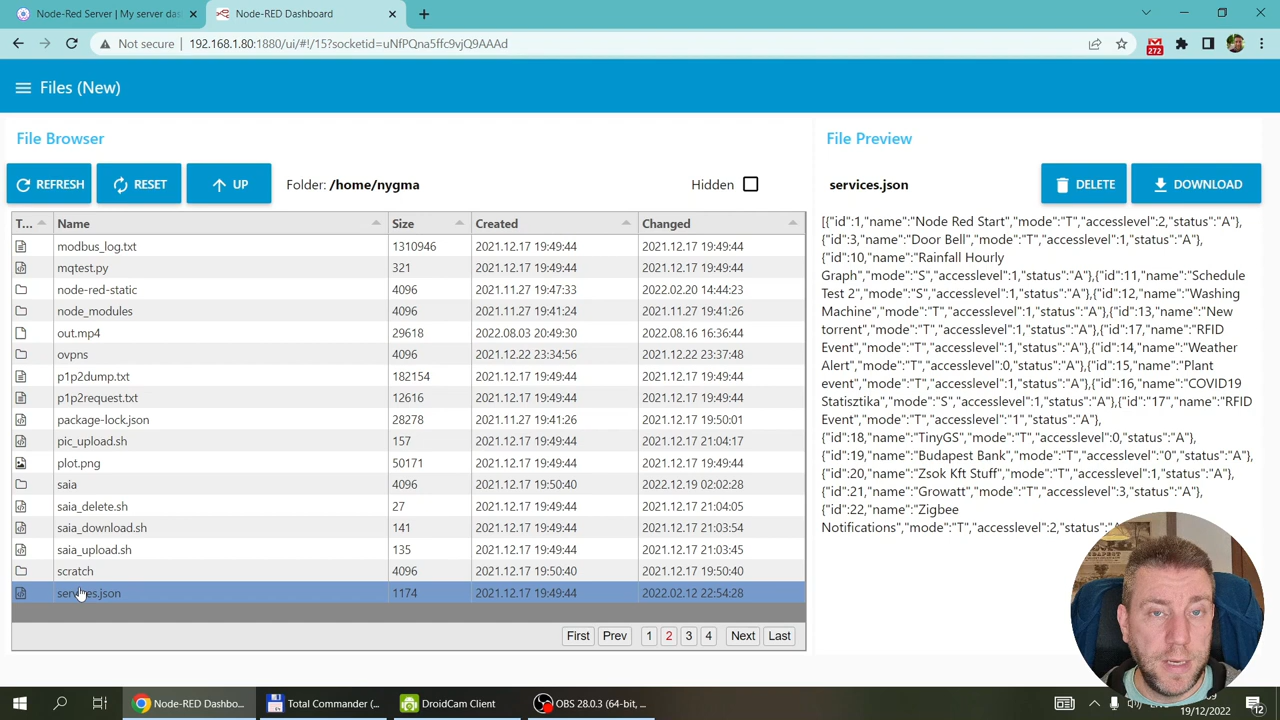 Node-Red Server | My server das
Node-RED Dashboard
Not secure
192.168.1.80:1880/ui/#!/15?socketid=uNfPQna5ffc9vjQ9AAAd
272
Files (New)
File Browser
REFRESH
RESET
UP
Folder: /home/nygma
Hidden
T... Name Size Created Changed
modbus_log.txt 1310946 2021.12.17 19:49:44 2021.12.17 19:49:44
mqtest.py 321 2021.12.17 19:49:44 2021.12.17 19:49:44
node-red-static 4096 2021.11.27 19:47:33 2022.02.20 14:44:23
node_modules 4096 2021.11.27 19:41:24 2021.11.27 19:41:26
out.mp4 29618 2022.08.03 20:49:30 2022.08.16 16:36:44
ovpns 4096 2021.12.22 23:34:56 2021.12.22 23:37:48
p1p2dump.txt 182154 2021.12.17 19:49:44 2021.12.17 19:49:44
p1p2request.txt 12616 2021.12.17 19:49:44 2021.12.17 19:49:44
package-lock.json 28278 2021.11.27 19:41:26 2021.12.17 19:50:01
pic_upload.sh 157 2021.12.17 19:49:44 2021.12.17 21:04:17
plot.png 50171 2021.12.17 19:49:44 2021.12.17 19:49:44
saia 4096 2021.12.17 19:50:40 2022.12.19 02:02:28
saia_delete.sh 27 2021.12.17 19:49:44 2021.12.17 21:04:05
saia_download.sh 141 2021.12.17 19:49:44 2021.12.17 21:03:54
saia_upload.sh 135 2021.12.17 19:49:44 2021.12.17 21:03:45
scratch 4096 2021.12.17 19:50:40 2021.12.17 19:50:40
services.json 1174 2021.12.17 19:49:44 2022.02.12 22:54:28
First Prev 1 2 3 4 Next Last
File Preview
services.json
DELETE
DOWNLOAD
[{"id":1,"name":"Node Red Start","mode":"T","accesslevel":2,"status":"A"},
{"id":3,"name":"Door Bell","mode":"T","accesslevel":1,"status":"A"},
{"id":10,"name":"Rainfall Hourly
Graph","mode":"S","accesslevel":1,"status":"A"},{"id":11,"name":"Schedule
Test 2","mode":"S","accesslevel":1,"status":"A"},{"id":12,"name":"Washing
Machine","mode":"T","accesslevel":1,"status":"A"},{"id":13,"name":"New
torrent","mode":"T","accesslevel":1,"status":"A"},{"id":17,"name":"RFID
Event","mode":"T","accesslevel":1,"status":"A"},{"id":14,"name":"Weather
Alert","mode":"T","accesslevel":0,"status":"A"},{"id":15,"name":"Plant
event","mode":"T","accesslevel":1,"status":"A"},{"id":16,"name":"COVID19
Statisztika","mode":"S","accesslevel":1,"status":"A"},{"id":"17","name":"RFID
Event","mode":"T","accesslevel":"1","status":"A"},
{"id":18,"name":"TinyGS","mode":"T","accesslevel":0,"status":"A"},
{"id":19,"name":"Budapest Bank","mode":"T","accesslevel":"0","status":"A"},
{"id":20,"name":"Zsok Kft Stuff","mode":"T","accesslevel":1,"status":"A"},
{"id":21,"name":"Growatt","mode":"T","accesslevel":3,"status":"A"},
{"id":22,"name":"Zigbee
Notifications","mode":"T","accesslevel":2,"status":"A
Node-RED Dashbo...
Total Commander (...
DroidCam Client
OBS 28.0.3 (64-bit, ...
19/12/2022
12